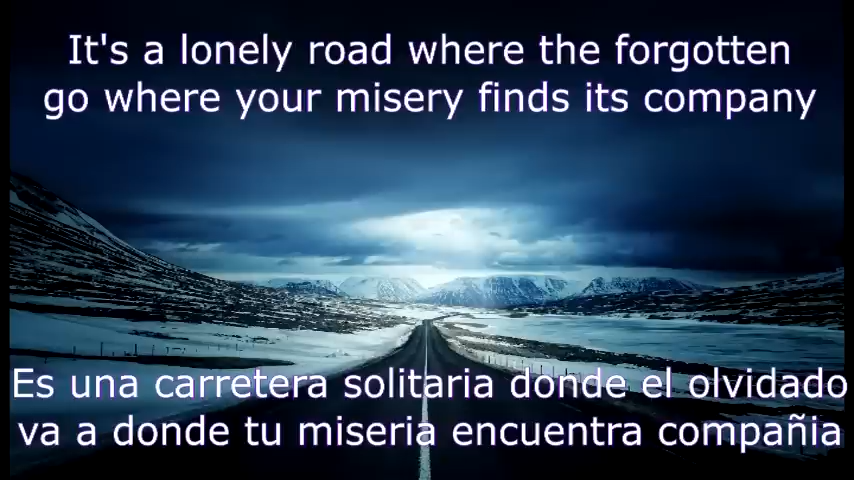 It's a lonely road where the forgotten
go where your misery finds its company
Es una carretera solitaria donde el olvidado
va a donde tu miseria encuentra compañia